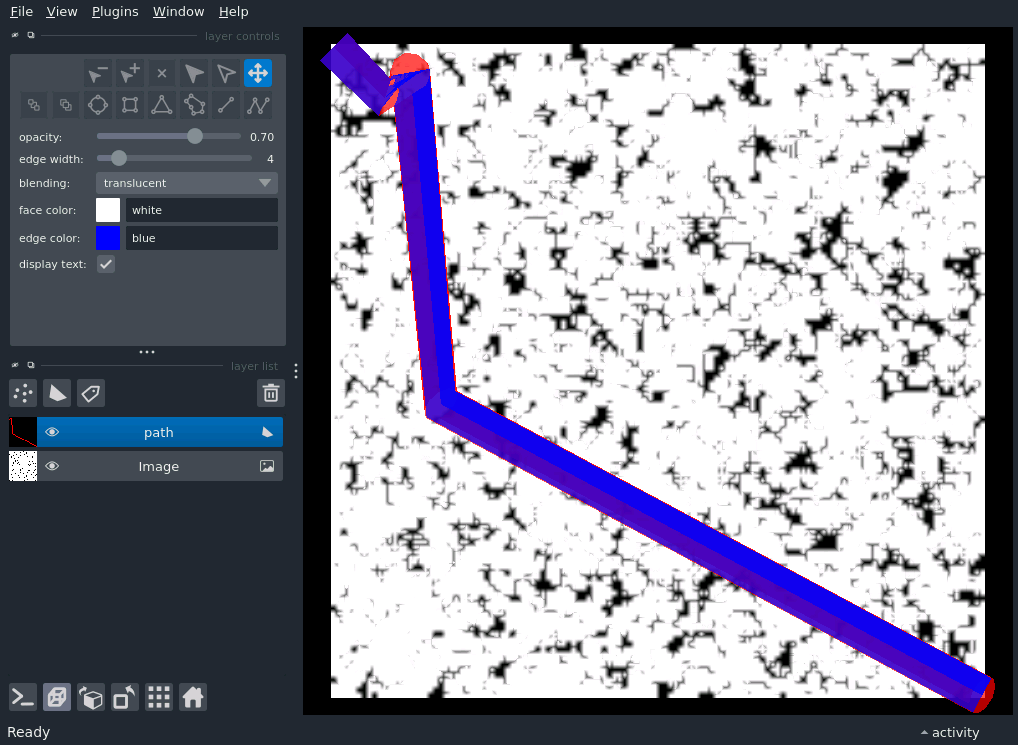 File View Plugins Window Help
layer controls
opacity: 0.70
edge width: 4
blending: translucent
face color: white
edge color: blue
display text:
layer list
path
Image
Ready
activity